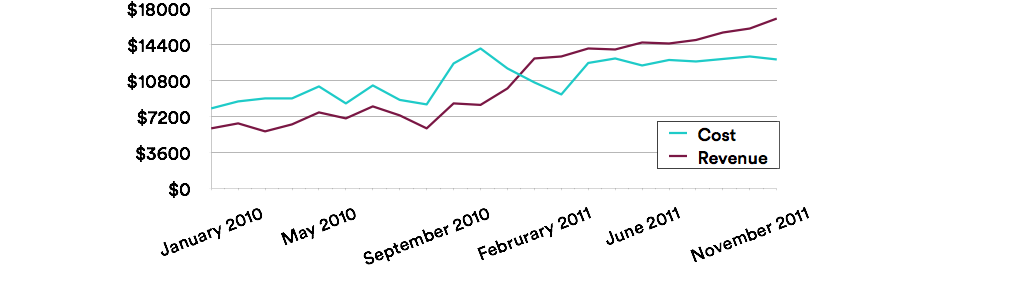 $18000
$14400
$10800
$7200
$3600
$0
Cost
Revenue
January 2010
May 2010
September 2010
Februrary 2011
June 2011
November 2011